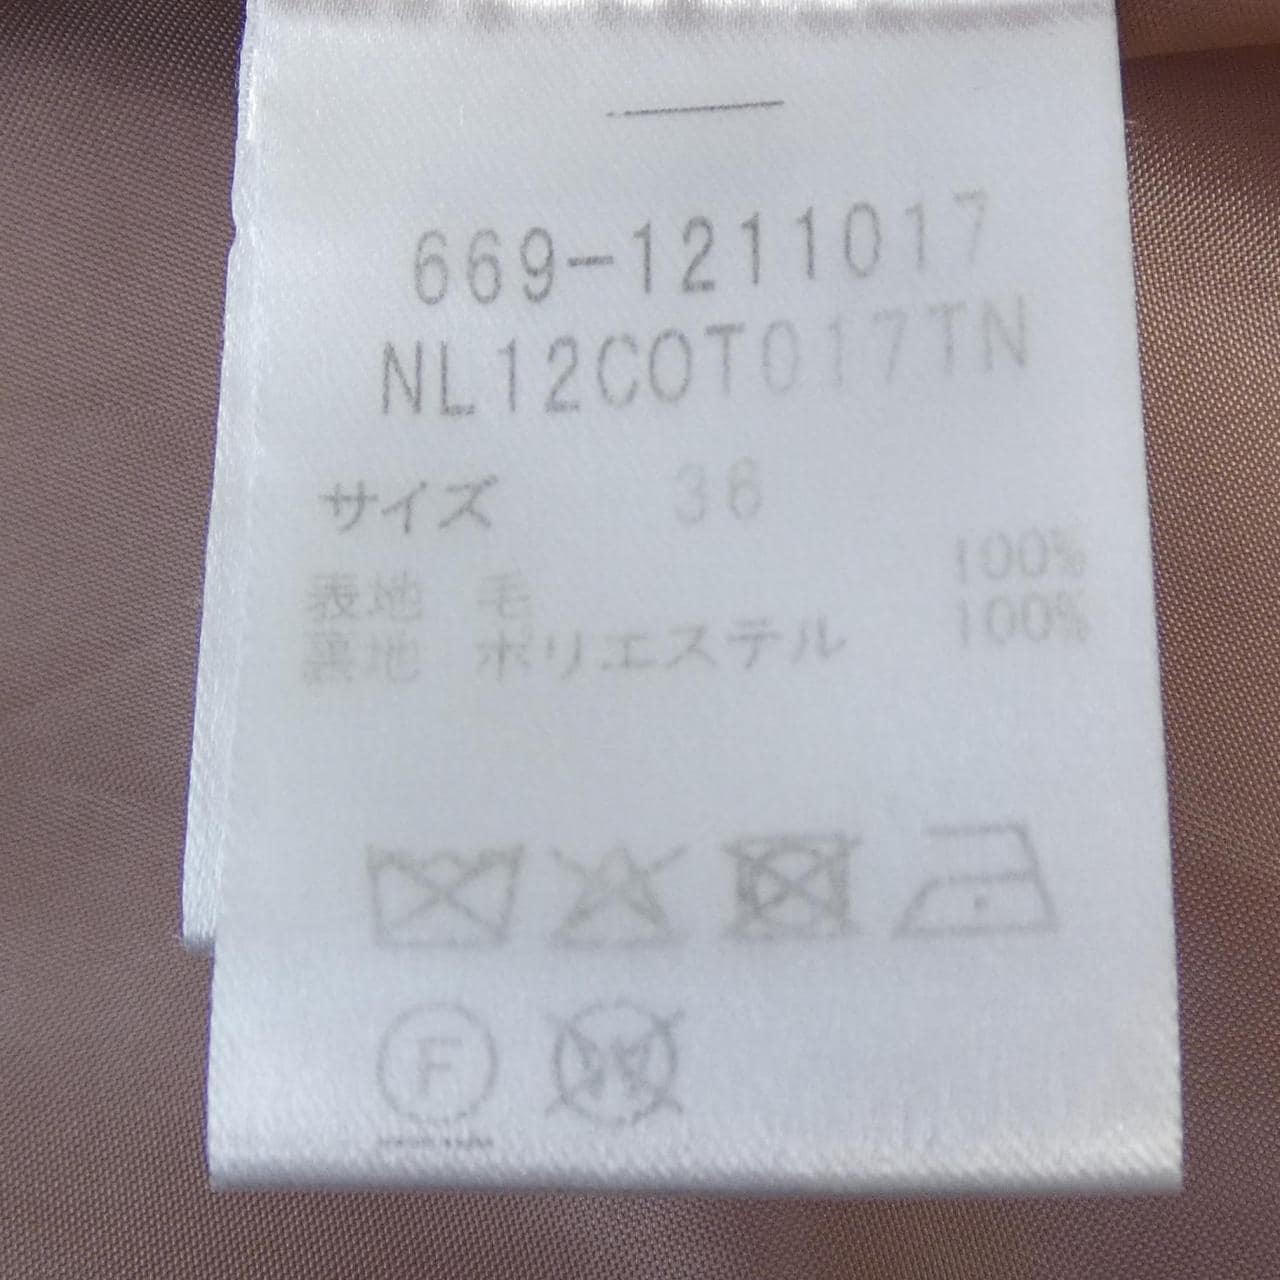 669-1211017
NL12COT017TN
サイズ 36
表地 毛 100%
裏地 ポリエステル 100%
F
W